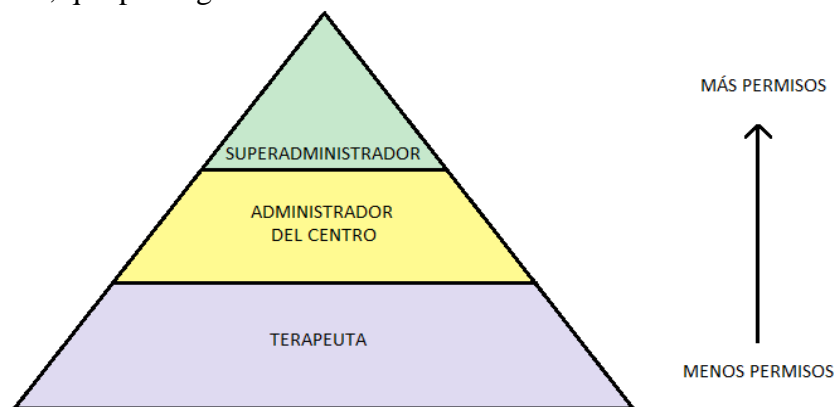 MÁS PERMISOS
SUPERADMINISTRADOR
ADMINISTRADOR
DEL CENTRO
TERAPEUTA
MENOS PERMISOS